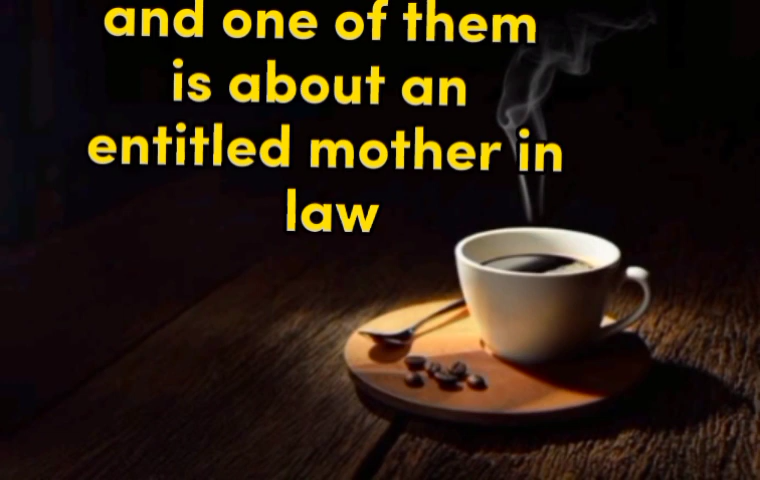 and one of them
is about an
entitled mother in
law